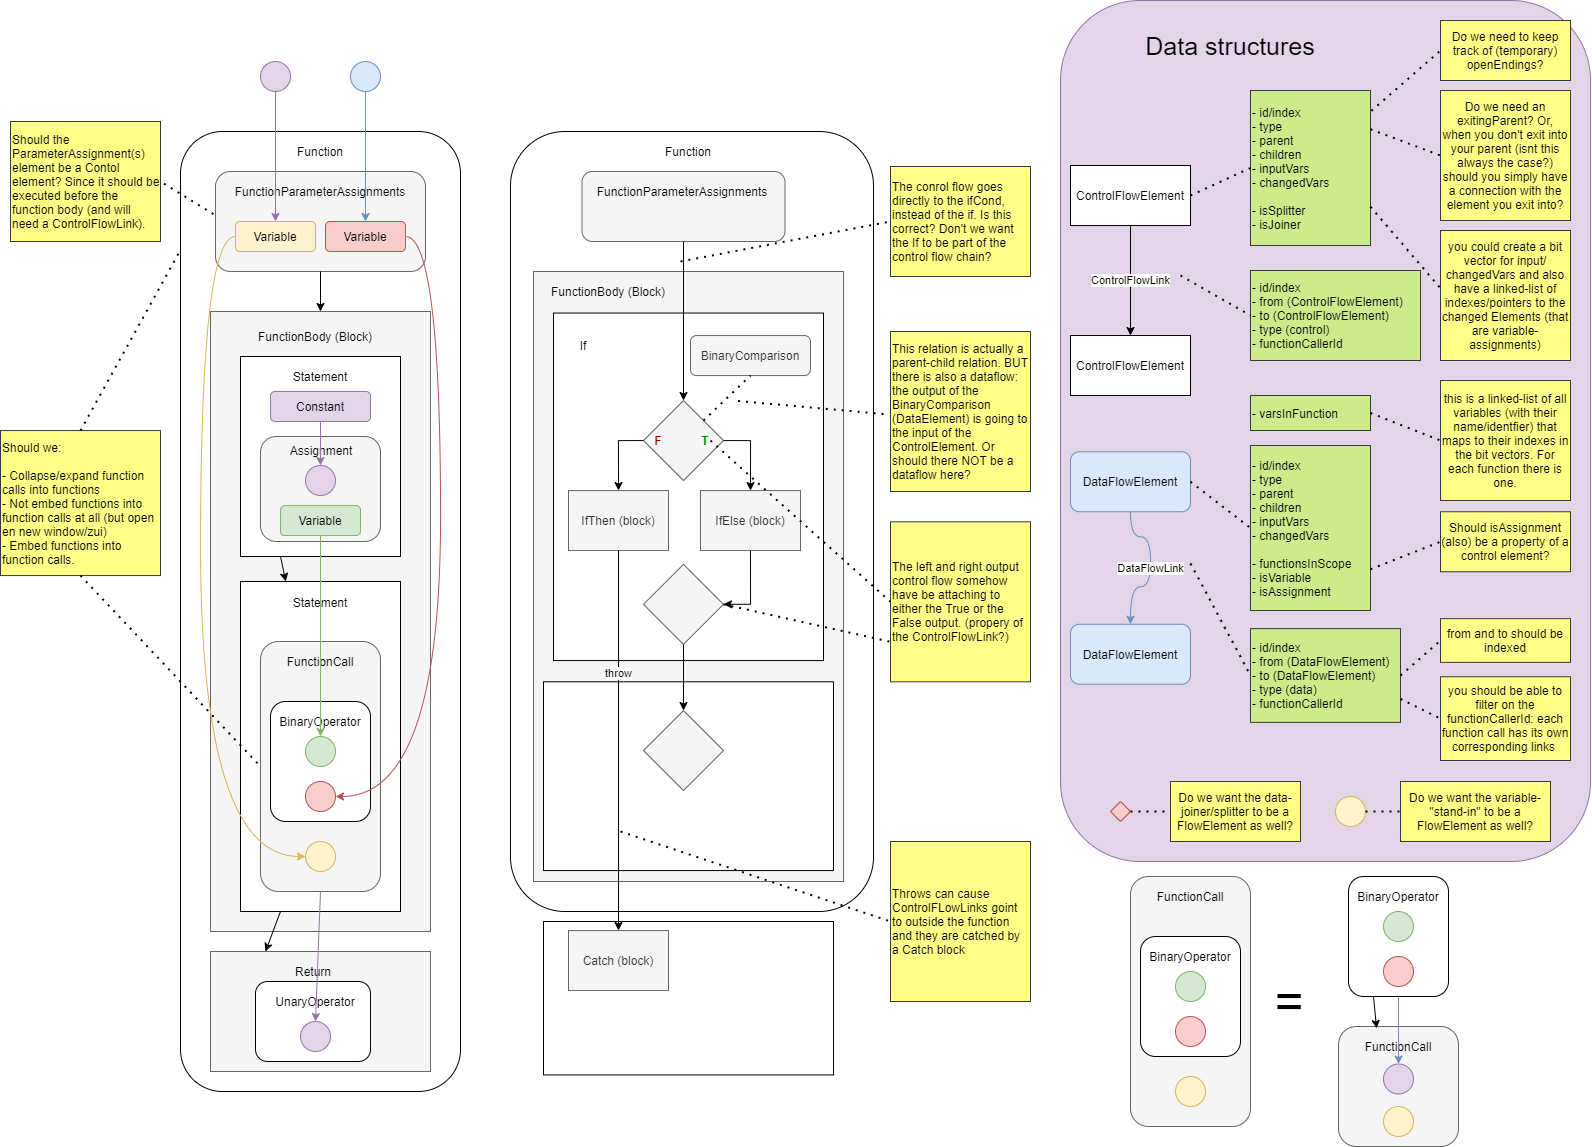 Should the
ParameterAssignment(s)
element be a Contol
element? Since it should be
executed before the
function body (and will
need a ControlFlowLink).
Should we:
- Collapse/expand function
calls into functions
- Not embed functions into
function calls at all (but open
en new window/zui)
- Embed functions into
function calls.
Function
FunctionParameterAssignments
Variable
Variable
FunctionBody (Block)
Statement
Constant
Assignment
Variable
Statement
FunctionCall
BinaryOperator
Return
UnaryOperator
Function
FunctionParameterAssignments
FunctionBody (Block)
If
BinaryComparison
F
T
IfThen (block)
IfElse (block)
throw
Catch (block)
The conrol flow goes
directly to the ifCond,
instead of the if. Is this
correct? Don't we want
the If to be part of the
control flow chain?
This relation is actually a
parent-child relation. BUT
there is also a dataflow:
the output of the
BinaryComparison
(DataElement) is going to
the input of the
ControlElement. Or
should there NOT be a
dataflow here?
The left and right output
control flow somehow
have be attaching to
either the True or the
False output. (propery of
the ControlFlowLink?)
Throws can cause
ControlFLowLinks goint
to outside the function
and they are catched by
a Catch block
Data structures
ControlFlowElement
ControlFlowLink
ControlFlowElement
- id/index
- type
- parent
- children
- inputVars
- changedVars
- isSplitter
- isJoiner
- id/index
- from (ControlFlowElement)
- to (ControlFlowElement)
- type (control)
- functionCallerId
- varsInFunction
DataFlowElement
DataFlowLink
DataFlowElement
- id/index
- type
- parent
- children
- inputVars
- changedVars
- functionsInScope
- isVariable
- isAssignment
- id/index
- from (DataFlowElement)
- to (DataFlowElement)
- type (data)
- functionCallerId
Do we need to keep
track of (temporary)
openEndings?
Do we need an
exitingParent? Or,
when you don't exit into
your parent (isnt this
always the case?)
should you simply have
a connection with the
element you exit into?
you could create a bit
vector for input/
changedVars and also
have a linked-list of
indexes/pointers to the
changed Elements (that
are variable-
assignments)
this is a linked-list of all
variables (with their
name/identfier) that
maps to their indexes in
the bit vectors. For
each function there is
one.
Should isAssignment
(also) be a property of a
control element?
from and to should be
indexed
you should be able to
filter on the
functionCallerId: each
function call has its own
corresponding links
Do we want the data-
joiner/splitter to be a
FlowElement as well?
Do we want the variable-
"stand-in" to be a
FlowElement as well?
FunctionCall
BinaryOperator
=
BinaryOperator
FunctionCall